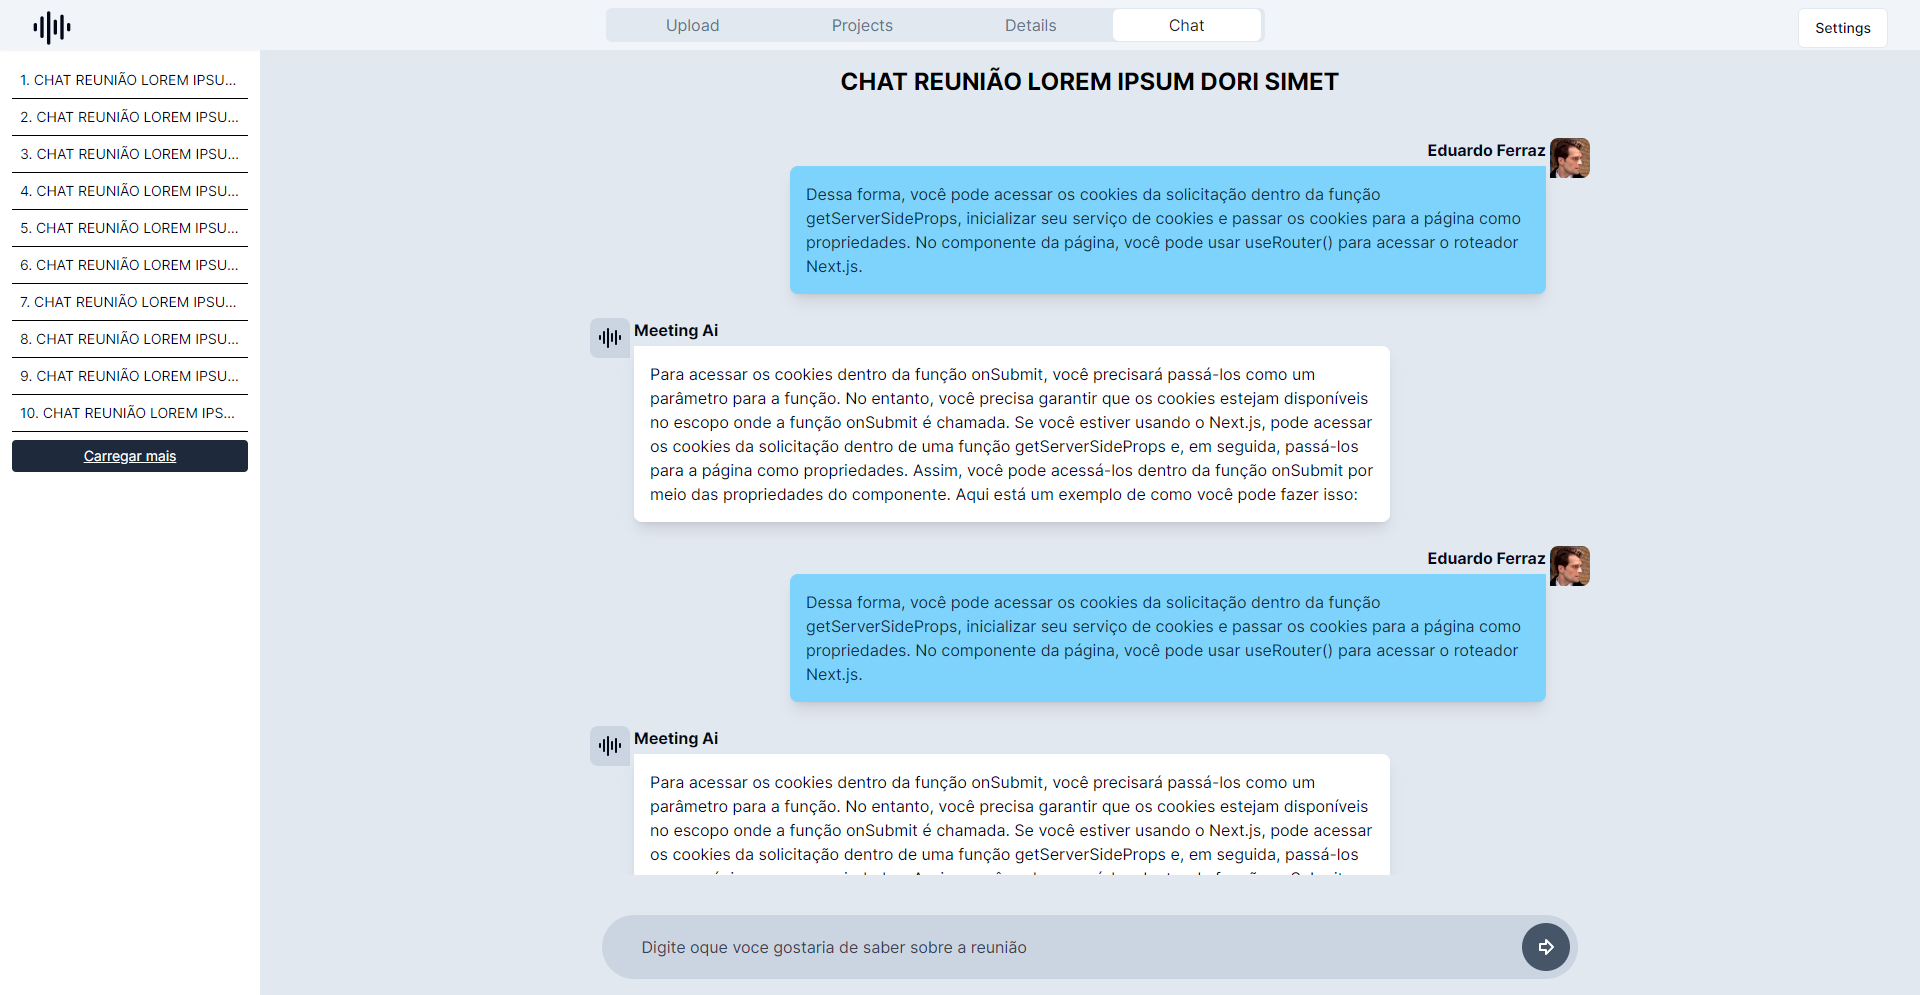 Upload
Projects
Details
Chat
Settings
1. CHAT REUNIÃO LOREM IPSU...
2. CHAT REUNIÃO LOREM IPSU...
3. CHAT REUNIÃO LOREM IPSU...
4. CHAT REUNIÃO LOREM IPSU...
5. CHAT REUNIÃO LOREM IPSU...
6. CHAT REUNIÃO LOREM IPSU...
7. CHAT REUNIÃO LOREM IPSU...
8. CHAT REUNIÃO LOREM IPSU...
9. CHAT REUNIÃO LOREM IPSU...
10. CHAT REUNIÃO LOREM IPS...
Carregar mais
CHAT REUNIÃO LOREM IPSUM DORI SIMET
Eduardo Ferraz
Dessa forma, você pode acessar os cookies da solicitação dentro da função
getServerSideProps, inicializar seu serviço de cookies e passar os cookies para a página como
propriedades. No componente da página, você pode usar useRouter() para acessar o roteador
Next.js.
Meeting Ai
Para acessar os cookies dentro da função onSubmit, você precisará passá-los como um
parâmetro para a função. No entanto, você precisa garantir que os cookies estejam disponíveis
no escopo onde a função onSubmit é chamada. Se você estiver usando o Next.js, pode acessar
os cookies da solicitação dentro de uma função getServerSideProps e, em seguida, passá-los
para a página como propriedades. Assim, você pode acessá-los dentro da função onSubmit por
meio das propriedades do componente. Aqui está um exemplo de como você pode fazer isso:
Eduardo Ferraz
Dessa forma, você pode acessar os cookies da solicitação dentro da função
getServerSideProps, inicializar seu serviço de cookies e passar os cookies para a página como
propriedades. No componente da página, você pode usar useRouter() para acessar o roteador
Next.js.
Meeting Ai
Para acessar os cookies dentro da função onSubmit, você precisará passá-los como um
parâmetro para a função. No entanto, você precisa garantir que os cookies estejam disponíveis
no escopo onde a função onSubmit é chamada. Se você estiver usando o Next.js, pode acessar
os cookies da solicitação dentro de uma função getServerSideProps e, em seguida, passá-los
Digite oque voce gostaria de saber sobre a reunião